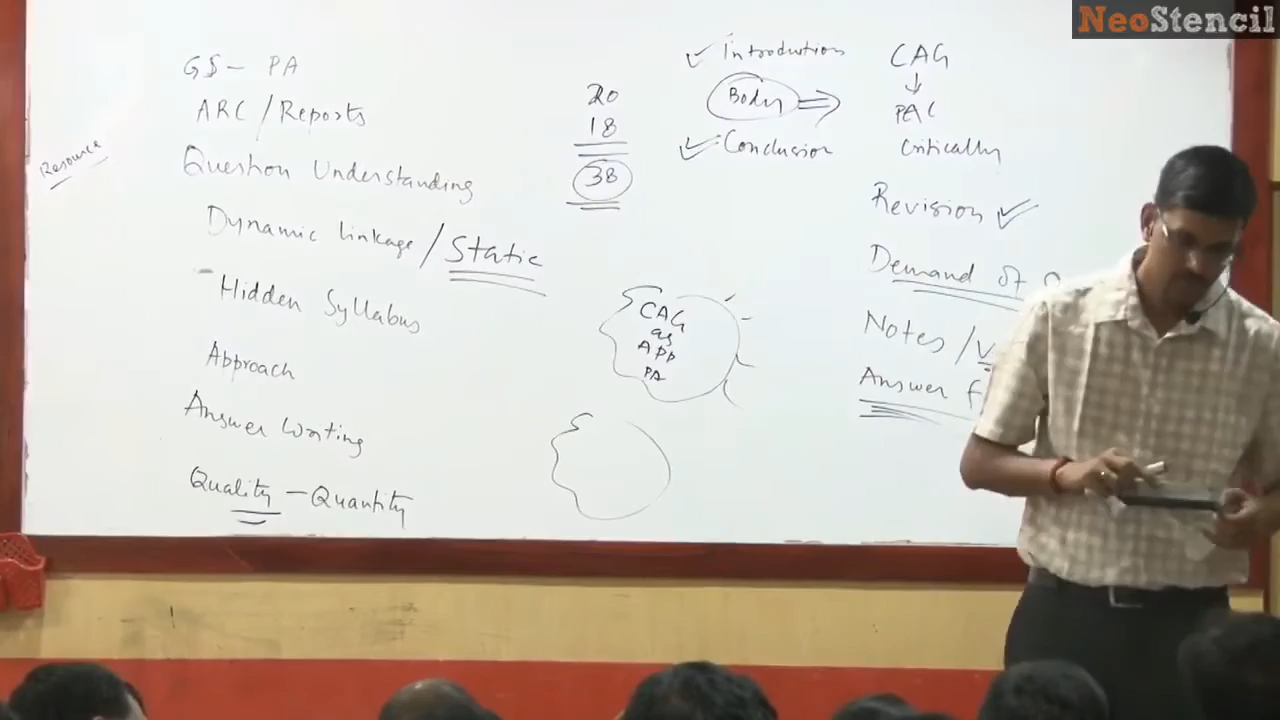 NeoStencil
GS - PA
ARC / Reports
Resource
Question Understanding
Dynamic linkage / Static
Hidden Syllabus
Approach
Answer Writing
Quality - Quantity
20
18
38
Introduction
Body
Conclusion
CAG
as
App
PA
CAG
PAC
Critically
Revision
Demand of
Notes /
Answer